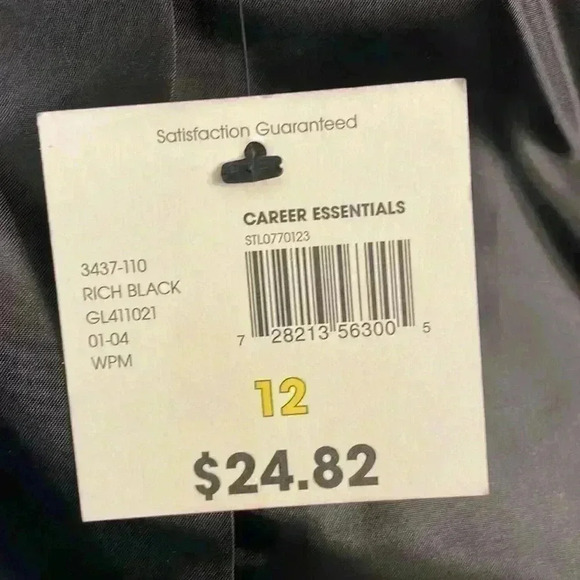 Satisfaction Guaranteed
CAREER ESSENTIALS
STL0770123
3437-110
RICH BLACK
GL411021
01-04
WPM
7 28213 56300 5
12
$24.82